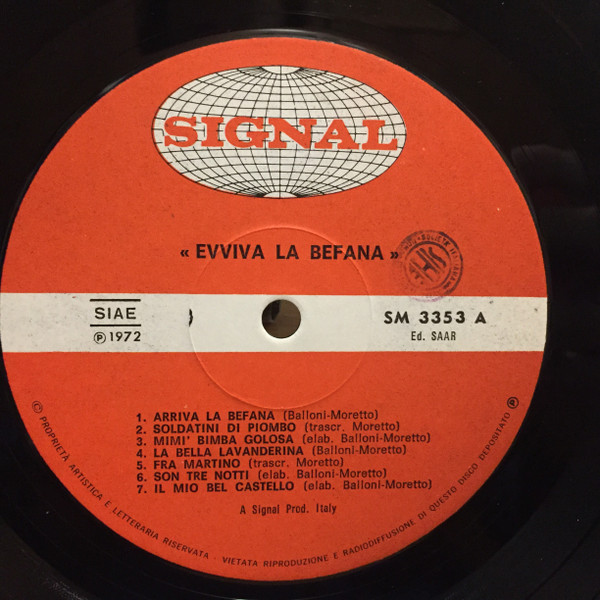 SIGNAL
« EVVIVA LA BEFANA »
SIAE
℗ 1972
SM 3353 A
Ed. SAAR
1. ARRIVA LA BEFANA (Balloni-Moretto)
2. SOLDATINI DI PIOMBO (trascr. Moretto)
3. MIMI' BIMBA GOLOSA (elab. Balloni-Moretto)
4. LA BELLA LAVANDERINA (Balloni-Moretto)
5. FRA MARTINO (trascr. Moretto)
6. SON TRE NOTTI (elab. Balloni-Moretto)
7. IL MIO BEL CASTELLO (elab. Balloni-Moretto)
A Signal Prod. Italy
© PROPRIETÀ ARTISTICA E LETTERARIA RISERVATA - VIETATA RIPRODUZIONE E RADIODIFFUSIONE DI QUESTO DISCO DEPOSITATO ℗